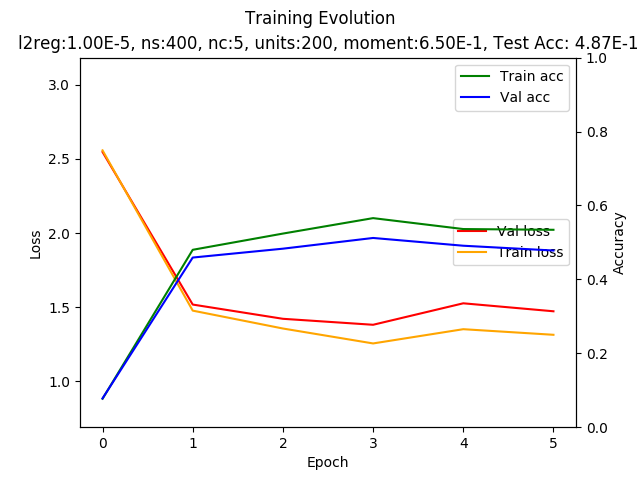 Training Evolution
l2reg:1.00E-5, ns:400, nc:5, units:200, moment:6.50E-1, Test Acc: 4.87E-1
3.0
2.5
2.0
1.5
1.0
Loss
1.0
0.8
0.6
0.4
0.2
0.0
Accuracy
Train acc
Val acc
Val loss
Train loss
0 1 2 3 4 5
Epoch